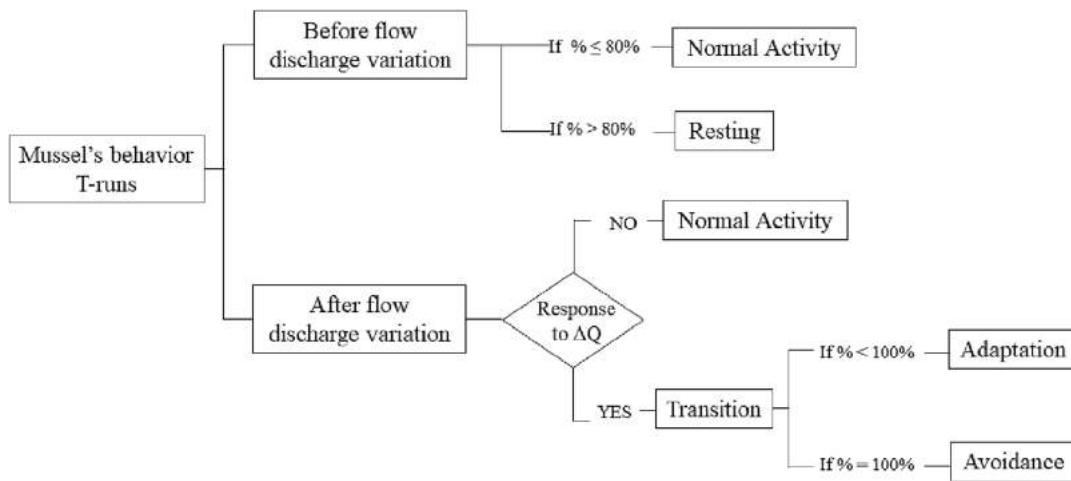 Before flow
discharge variation
If % ≤ 80%
Normal Activity
If % > 80%
Resting
Mussel's behavior
T-runs
NO
Normal Activity
After flow
discharge variation
Response
to ΔQ
YES
Transition
If % < 100%
Adaptation
If % = 100%
Avoidance